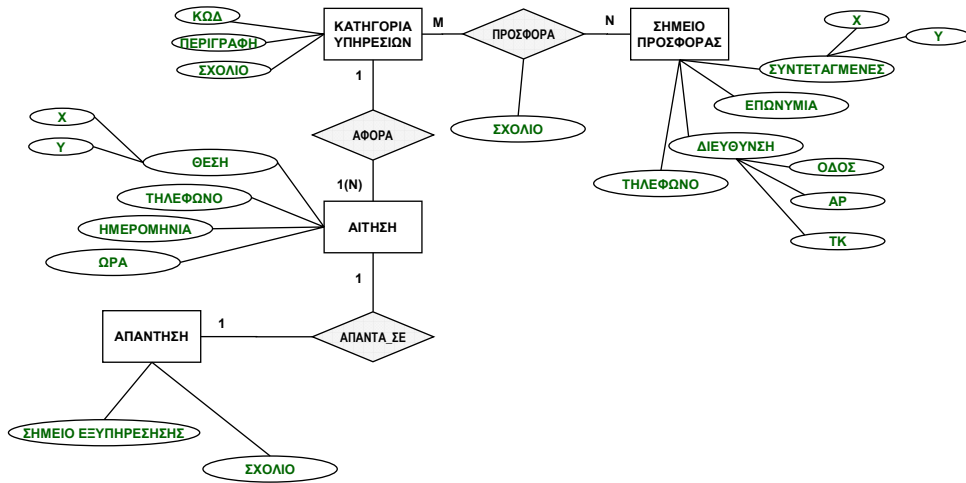 ΚΩΔ
ΠΕΡΙΓΡΑΦΗ
ΣΧΟΛΙΟ
ΚΑΤΗΓΟΡΙΑ
ΥΠΗΡΕΣΙΩΝ
M
ΠΡΟΣΦΟΡΑ
N
ΣΗΜΕΙΟ
ΠΡΟΣΦΟΡΑΣ
Χ
Υ
ΣΥΝΤΕΤΑΓΜΕΝΕΣ
ΕΠΩΝΥΜΙΑ
ΔΙΕΥΘΥΝΣΗ
ΟΔΟΣ
ΑΡ
ΤΚ
ΤΗΛΕΦΩΝΟ
ΣΧΟΛΙΟ
1
ΑΦΟΡΑ
1(N)
Χ
Υ
ΘΕΣΗ
ΤΗΛΕΦΩΝΟ
ΗΜΕΡΟΜΗΝΙΑ
ΩΡΑ
ΑΙΤΗΣΗ
1
ΑΠΑΝΤΗΣΗ
1
ΑΠΑΝΤΑ_ΣΕ
ΣΗΜΕΙΟ ΕΞΥΠΗΡΕΣΗΣΗΣ
ΣΧΟΛΙΟ